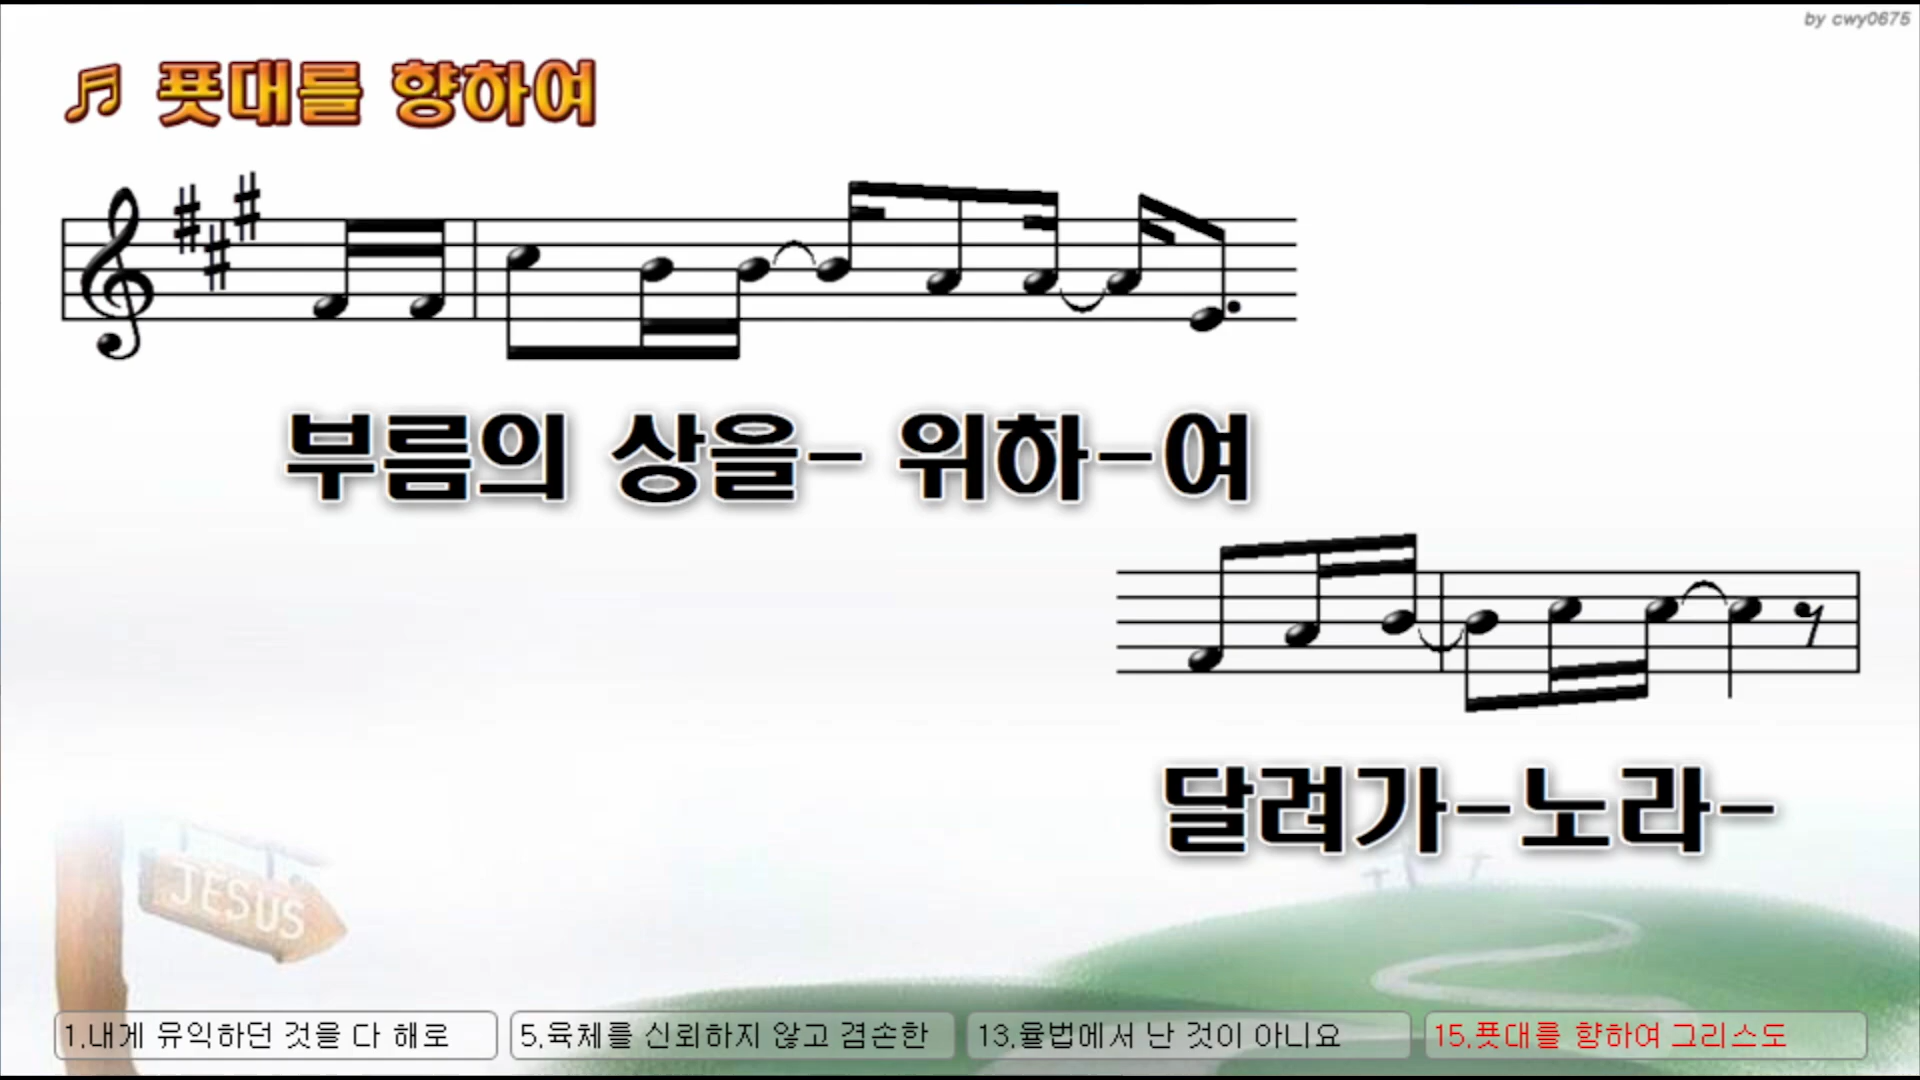 by cwy0675
♬ 푯대를 향하여
부름의 상을- 위하-여
달려가-노라-
JESUS
1.내게 유익하던 것을 다 해로
5.육체를 신뢰하지 않고 겸손한
13.율법에서 난 것이 아니요
15.푯대를 향하여 그리스도